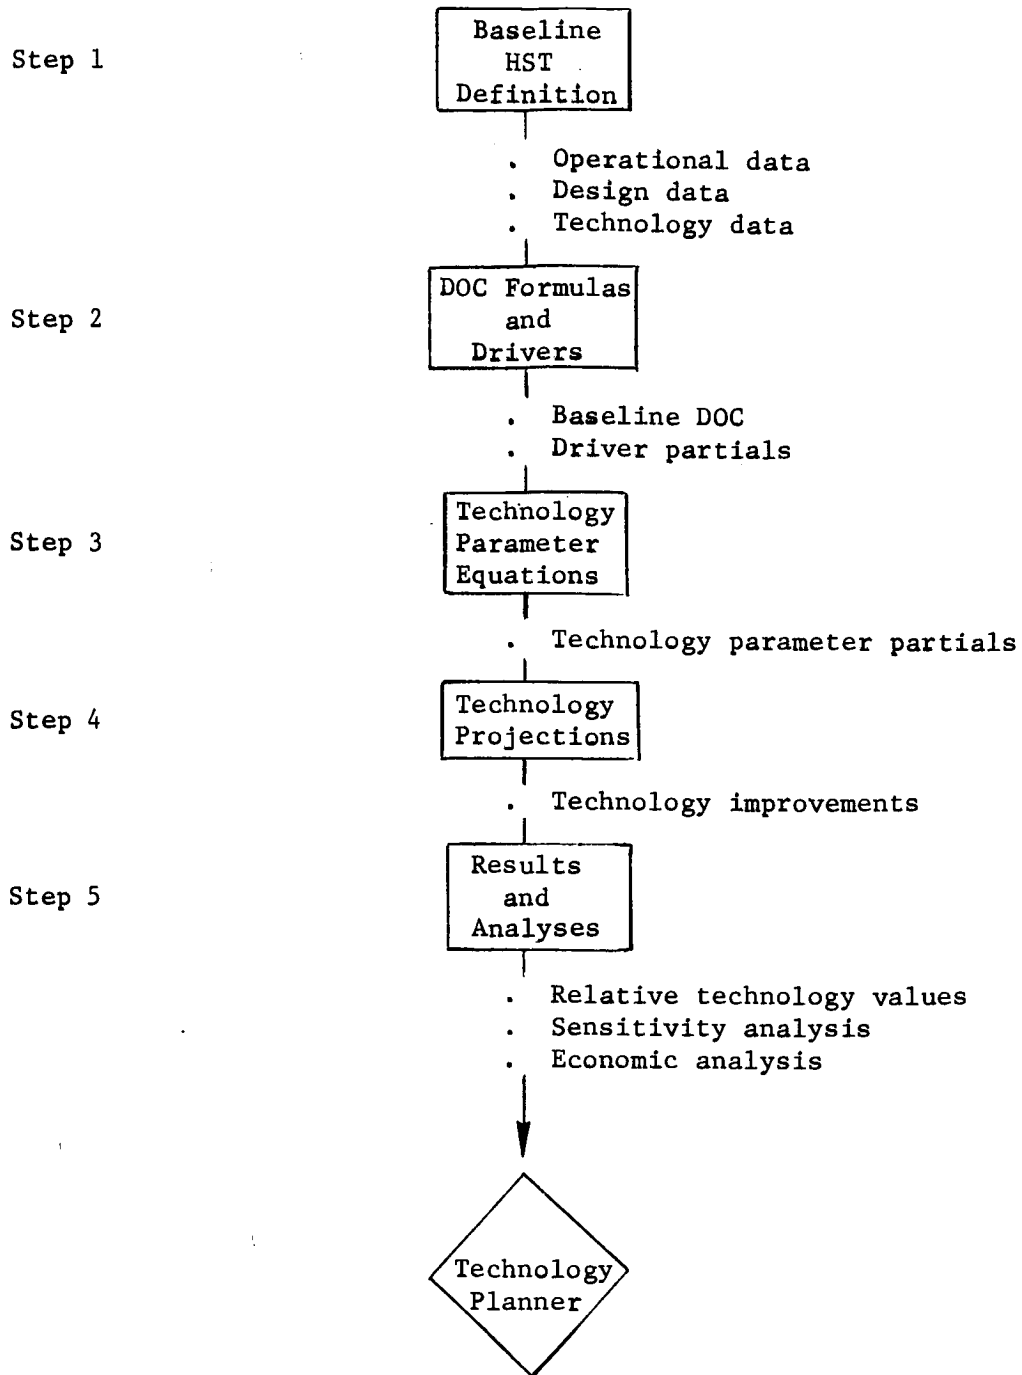 Step 1
Baseline
HST
Definition
. Operational data
. Design data
. Technology data
Step 2
DOC Formulas
and
Drivers
. Baseline DOC
. Driver partials
Step 3
Technology
Parameter
Equations
. Technology parameter partials
Step 4
Technology
Projections
. Technology improvements
Step 5
Results
and
Analyses
. Relative technology values
. Sensitivity analysis
. Economic analysis
Technology
Planner